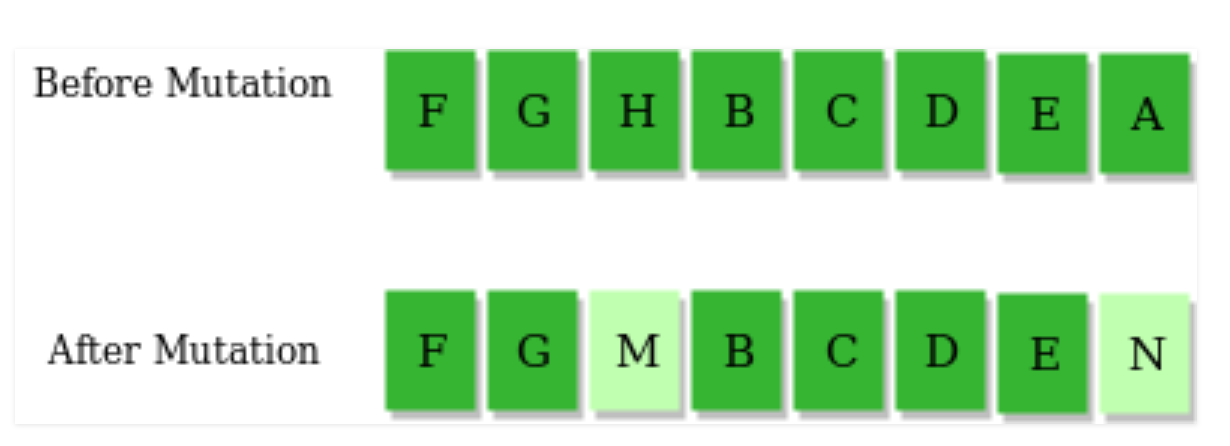 Before Mutation F G H B C D E A
After Mutation F G M B C D E N